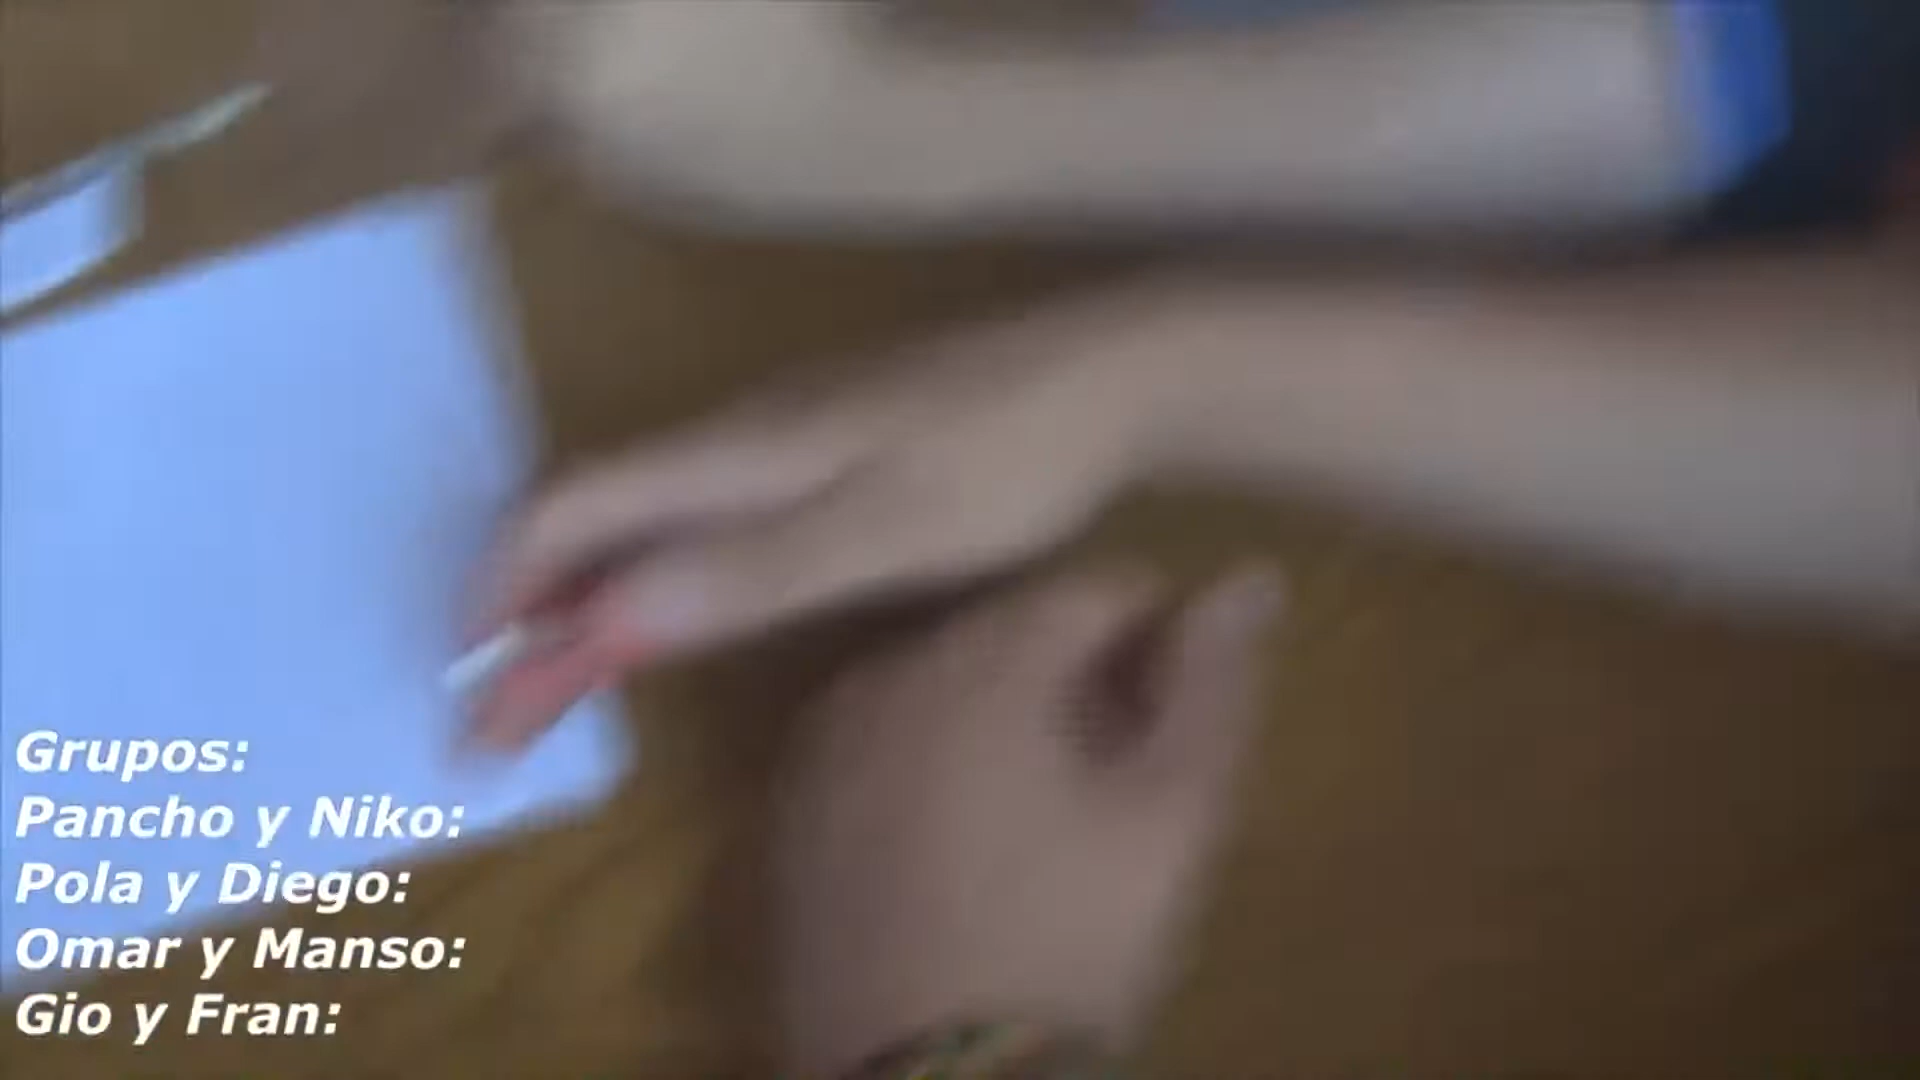 Grupos:
Pancho y Niko:
Pola y Diego:
Omar y Manso:
Gio y Fran: